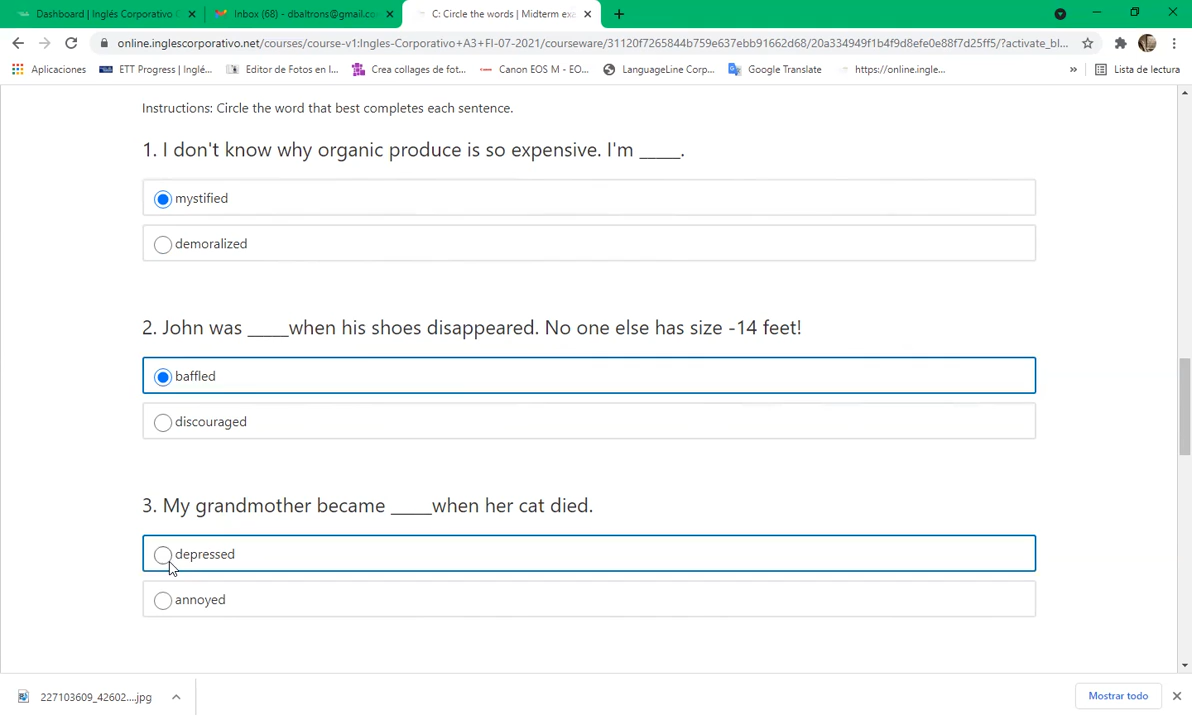 Dashboard | Inglés Corporativo
Inbox (68) - dbaltrons@gmail.co
C: Circle the words | Midterm exa
online.inglescorporativo.net/courses/course-v1:Ingles-Corporativo+A3+FI-07-2021/courseware/31120f7265844b759e637ebb91662d68/20a334949f1b4f9d8efe0e88f7d25ff5/?activate_bl...
Aplicaciones
ETT Progress | Inglé...
Editor de Fotos en l...
Crea collages de fot...
Canon EOS M - EO...
LanguageLine Corp...
Google Translate
https://online.ingle...
»
Lista de lectura
Instructions: Circle the word that best completes each sentence.
1. I don't know why organic produce is so expensive. I'm _____.
mystified
demoralized
2. John was _____when his shoes disappeared. No one else has size -14 feet!
baffled
discouraged
3. My grandmother became _____when her cat died.
depressed
annoyed
227103609_42602....jpg
Mostrar todo